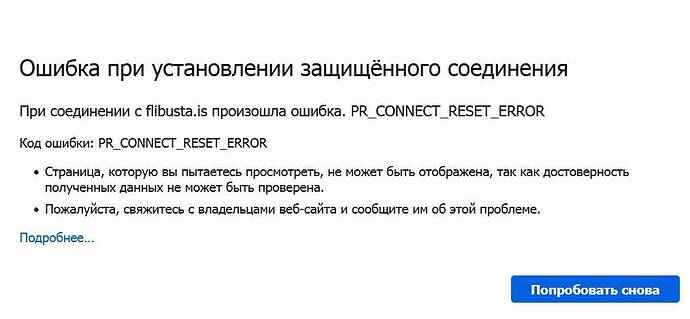 Ошибка при установлении защищённого соединения
При соединении с flibusta.is произошла ошибка. PR_CONNECT_RESET_ERROR
Код ошибки: PR_CONNECT_RESET_ERROR
• Страница, которую вы пытаетесь просмотреть, не может быть отображена, так как достоверность
полученных данных не может быть проверена.
• Пожалуйста, свяжитесь с владельцами веб-сайта и сообщите им об этой проблеме.
Подробнее...
Попробовать снова